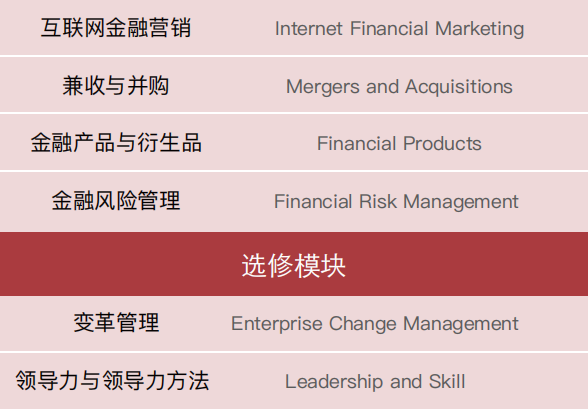 互联网金融营销 Internet Financial Marketing
兼收与并购 Mergers and Acquisitions
金融产品与衍生品 Financial Products
金融风险管理 Financial Risk Management
选修模块
变革管理 Enterprise Change Management
领导力与领导力方法 Leadership and Skill